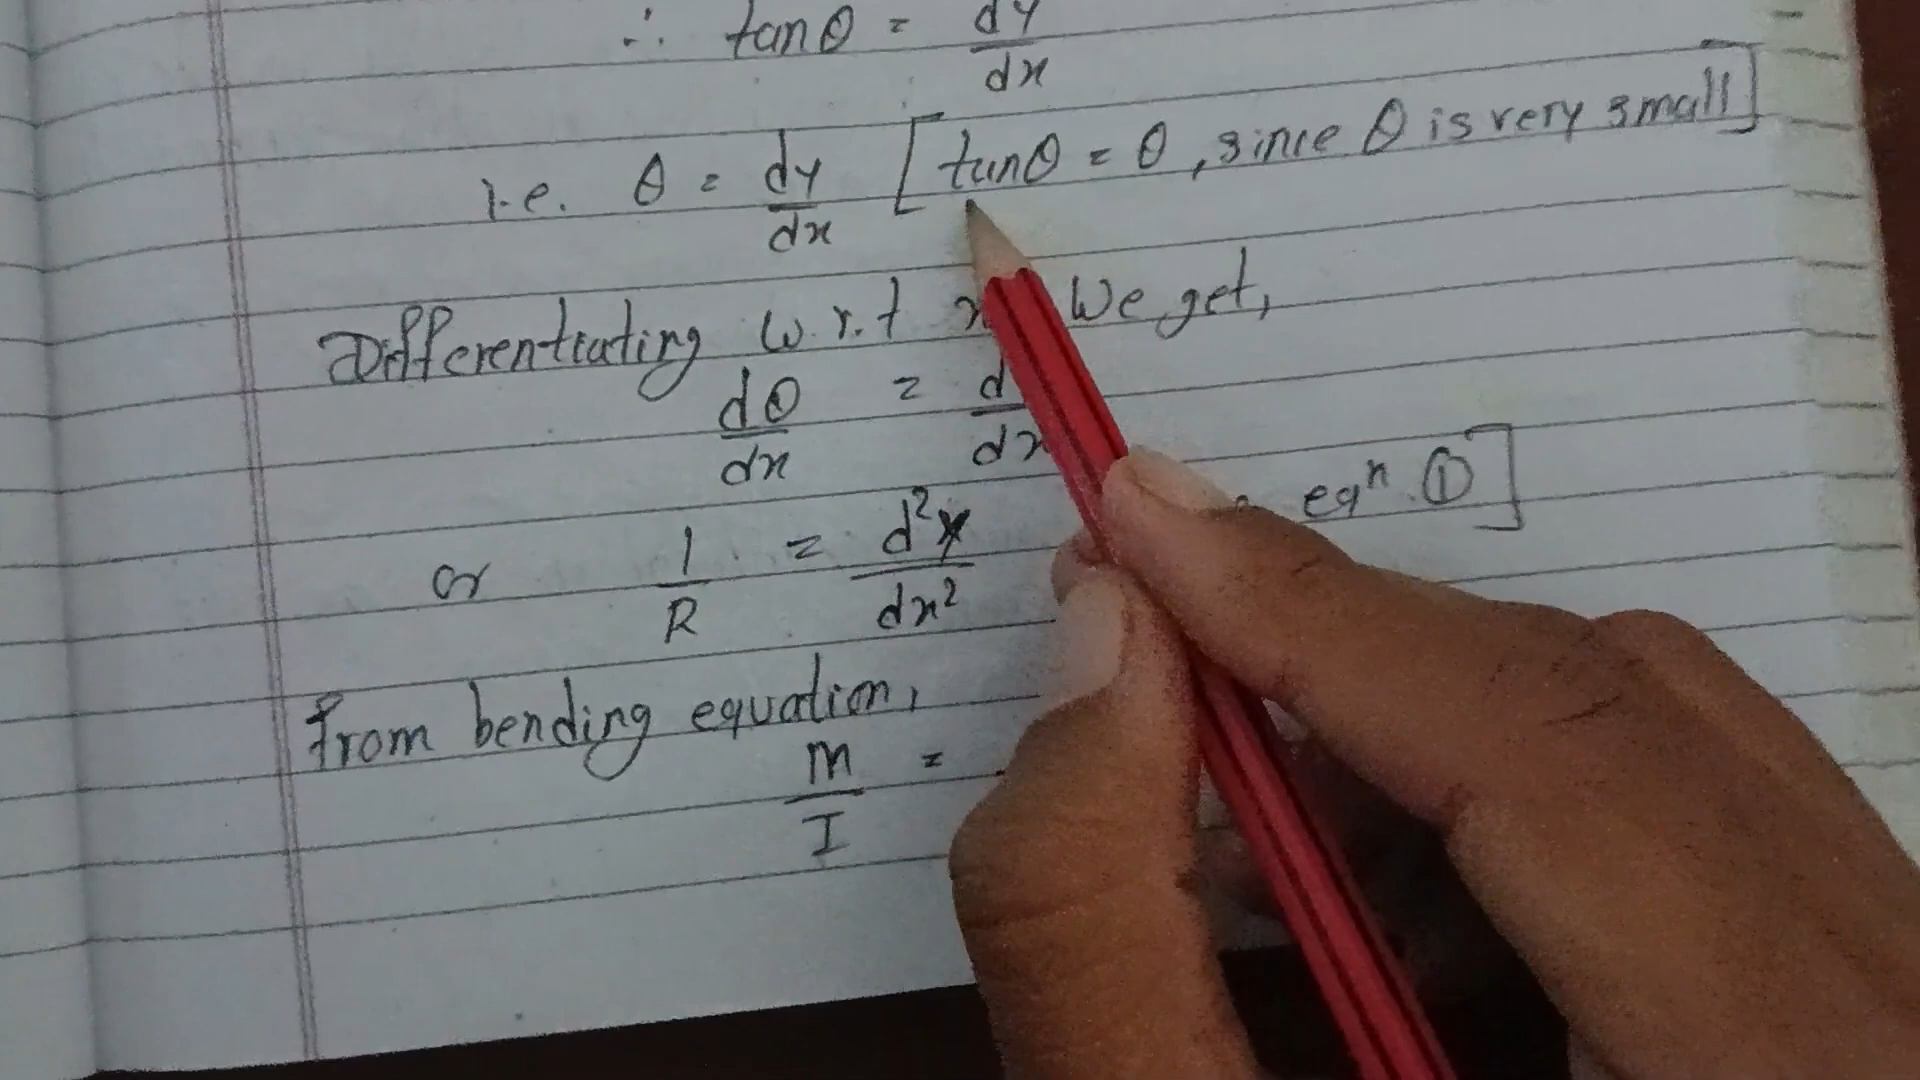 ∴ tanθ = dy/dx
i.e. θ = dy/dx [tanθ = θ, since θ is very small]
Differentiating w.r.t x We get,
dθ/dx = d/dx
eqⁿ. ①]
or 1/R = d²y/dx²
from bending equation,
M/I =